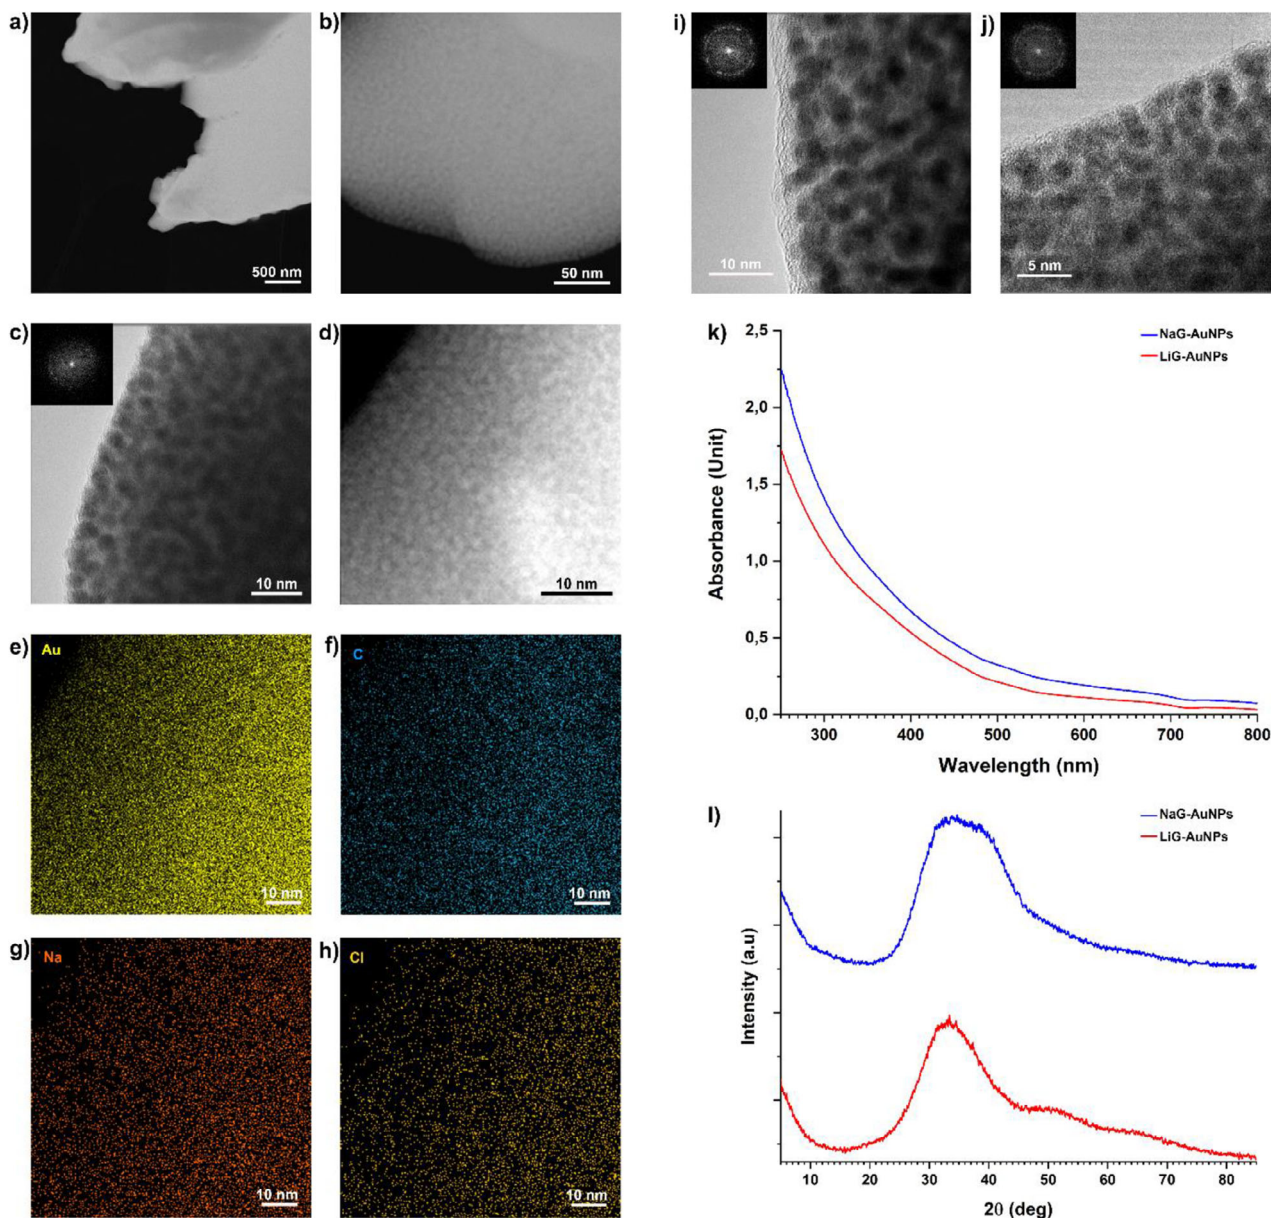 a)
500 nm
b)
50 nm
c)
10 nm
d)
10 nm
e)
Au
10 nm
f)
C
10 nm
g)
Na
10 nm
h)
Cl
10 nm
i)
10 nm
j)
5 nm
k)
NaG-AuNPs
LiG-AuNPs
2,5
2,0
1,5
1,0
0,5
0,0
Absorbance (Unit)
300 400 500 600 700 800
Wavelength (nm)
l)
NaG-AuNPs
LiG-AuNPs
Intensity (a.u)
10 20 30 40 50 60 70 80
2θ (deg)